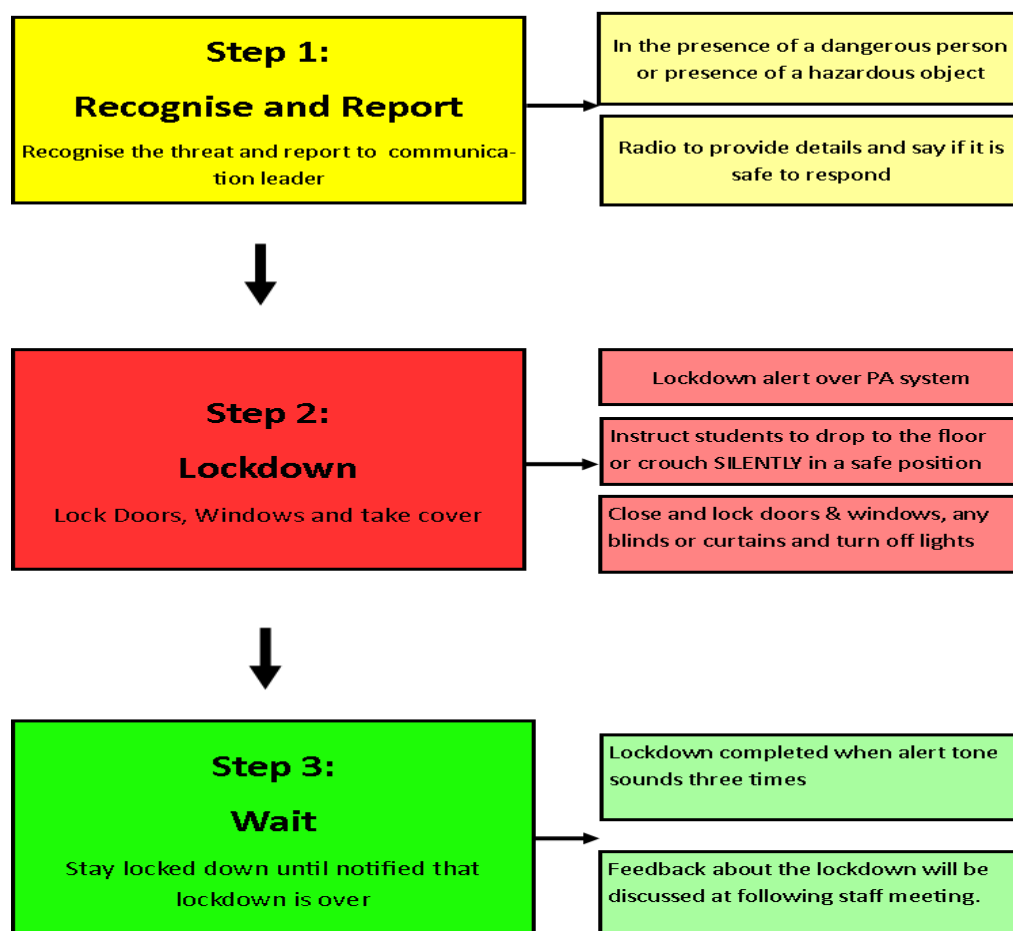 Step 1:
Recognise and Report
Recognise the threat and report to communica-
tion leader
In the presence of a dangerous person
or presence of a hazardous object
Radio to provide details and say if it is
safe to respond
Step 2:
Lockdown
Lock Doors, Windows and take cover
Lockdown alert over PA system
Instruct students to drop to the floor
or crouch SILENTLY in a safe position
Close and lock doors & windows, any
blinds or curtains and turn off lights
Step 3:
Wait
Stay locked down until notified that
lockdown is over
Lockdown completed when alert tone
sounds three times
Feedback about the lockdown will be
discussed at following staff meeting.